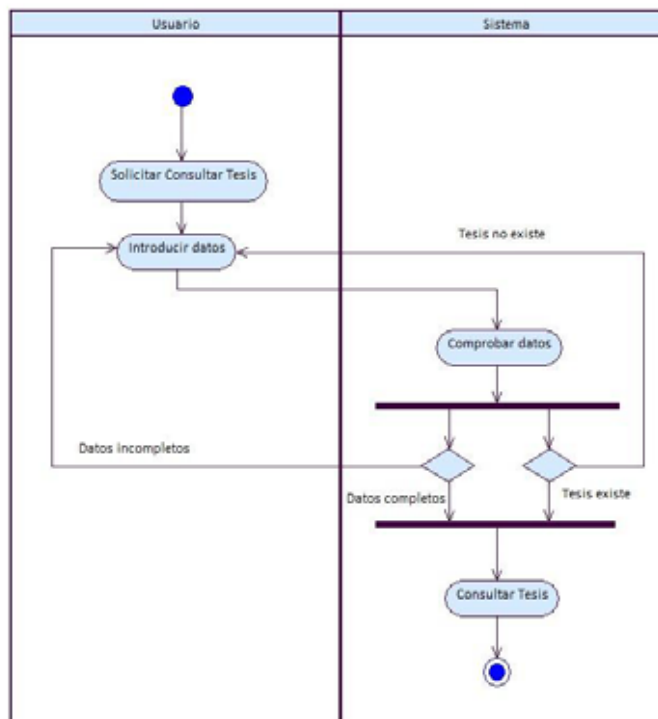 Usuario
Sistema
Solicitar Consultar Tesis
Tesis no existe
Introducir datos
Comprobar datos
Datos incompletos
Datos completos
Tesis existe
Consultar Tesis